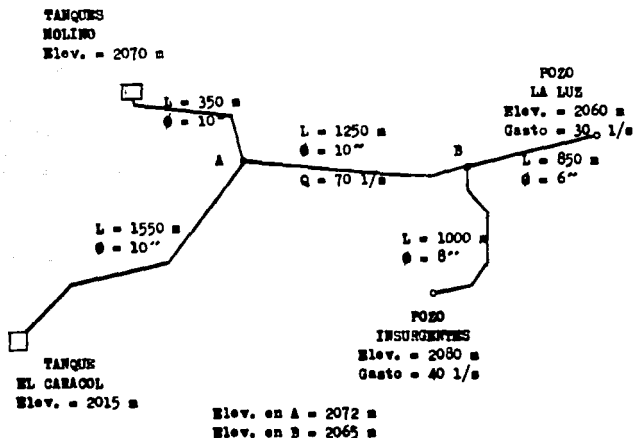 TANQUES
MOLINO
Elev. = 2070 m
L = 350 m
Ø = 10"
A
L = 1250 m
Ø = 10"
Q = 70 l/s
B
POZO
LA LUZ
Elev. = 2060 m
Gasto = 30 l/s
L = 850 m
Ø = 6"
L = 1550 m
Ø = 10"
L = 1000 m
Ø = 8"
POZO
INSURGENTES
Elev. = 2080 m
Gasto = 40 l/s
TANQUE
EL CARACOL
Elev. = 2015 m
Elev. en A = 2072 m
Elev. en B = 2065 m